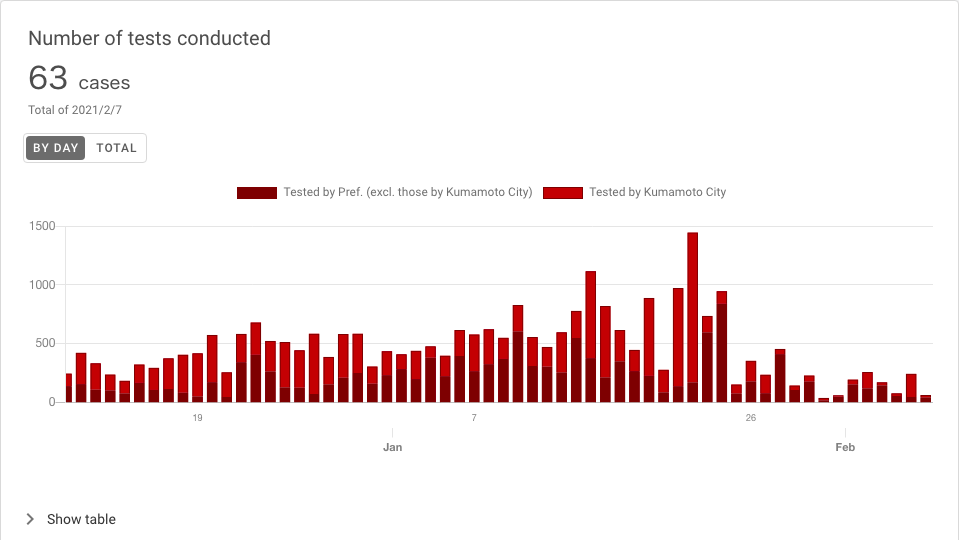 Number of tests conducted
63 cases
Total of 2021/2/7
BY DAY TOTAL
Tested by Pref. (excl. those by Kumamoto City) Tested by Kumamoto City
1500
1000
500
0
19 7 26
Jan Feb
Show table